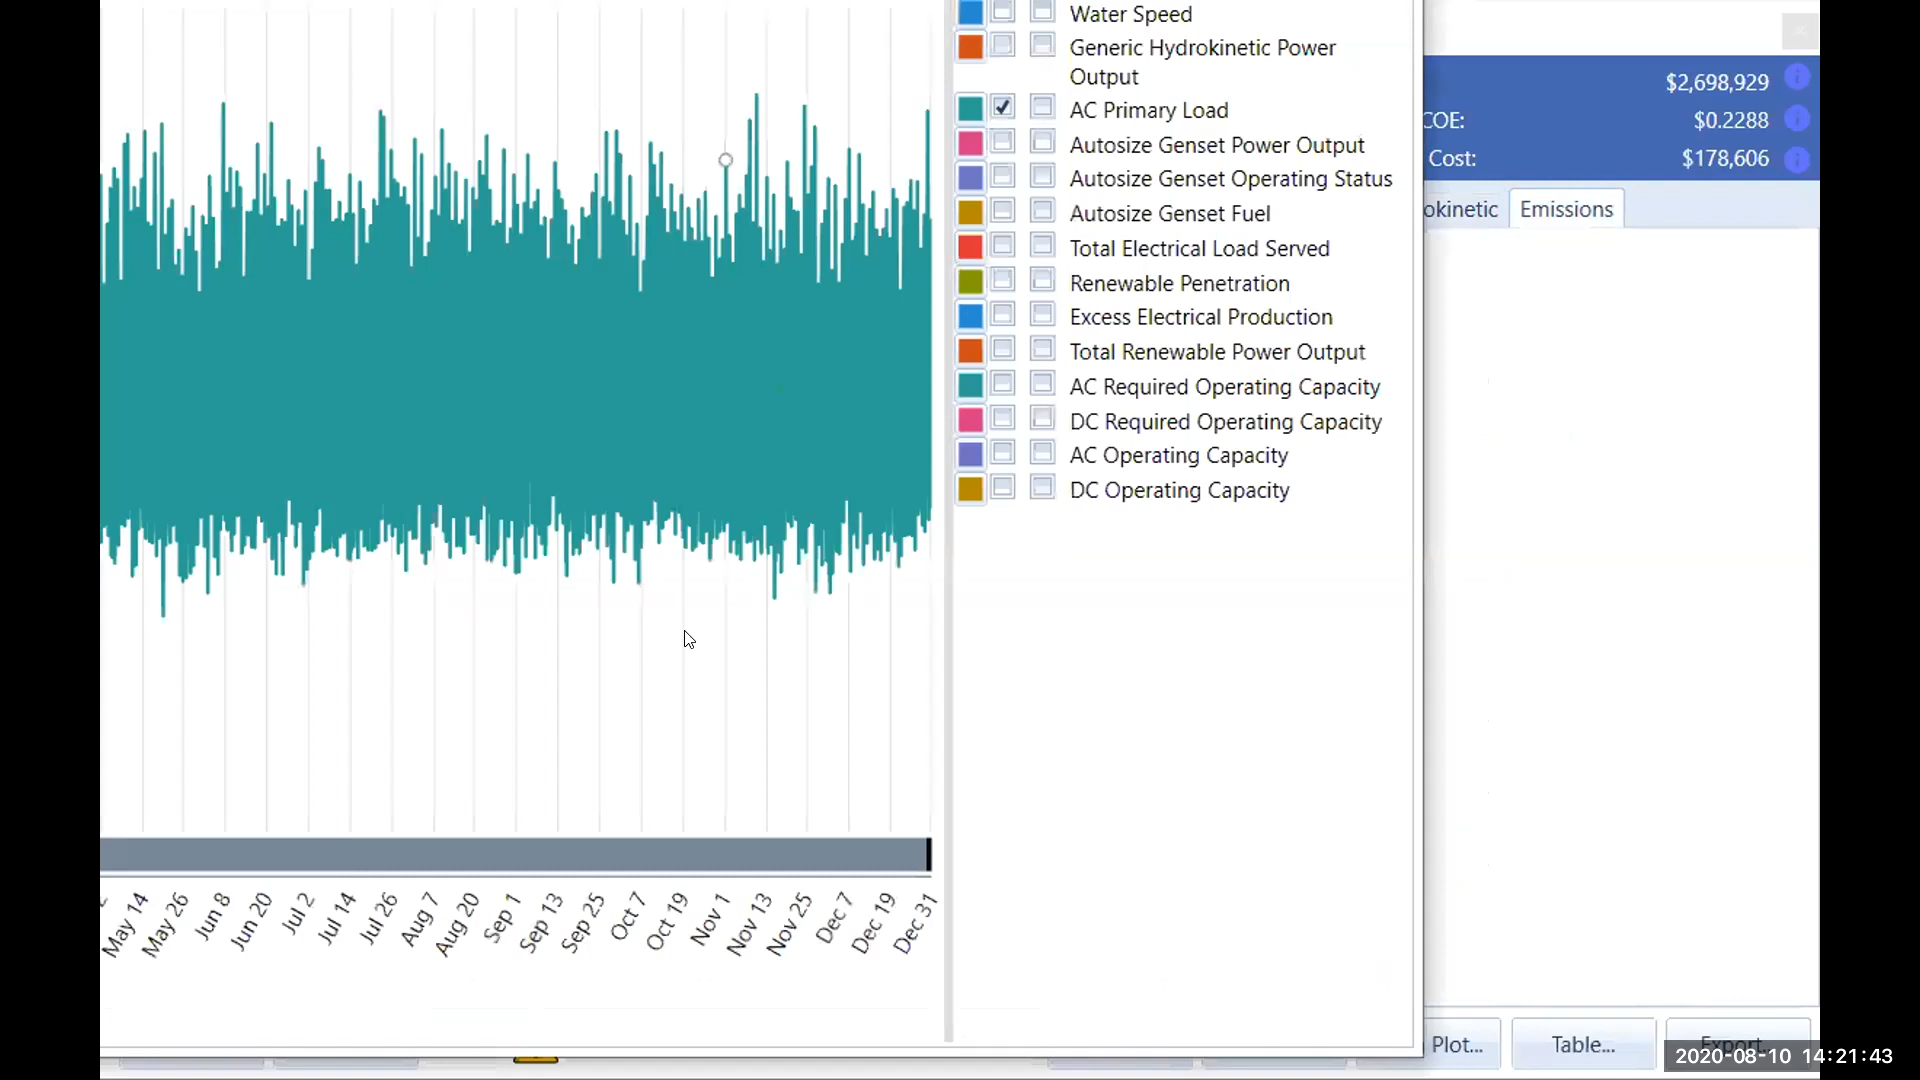 Water Speed
Generic Hydrokinetic Power
Output
AC Primary Load
Autosize Genset Power Output
Autosize Genset Operating Status
Autosize Genset Fuel
Total Electrical Load Served
Renewable Penetration
Excess Electrical Production
Total Renewable Power Output
AC Required Operating Capacity
DC Required Operating Capacity
AC Operating Capacity
DC Operating Capacity
$2,698,929
COE: $0.2288
Cost: $178,606
okinetic Emissions
May 14
May 26
Jun 8
Jun 20
Jul 2
Jul 14
Jul 26
Aug 7
Aug 20
Sep 1
Sep 13
Sep 25
Oct 7
Oct 19
Nov 1
Nov 13
Nov 25
Dec 7
Dec 19
Dec 31
Plot... Table... Export...
2020-08-10 14:21:43